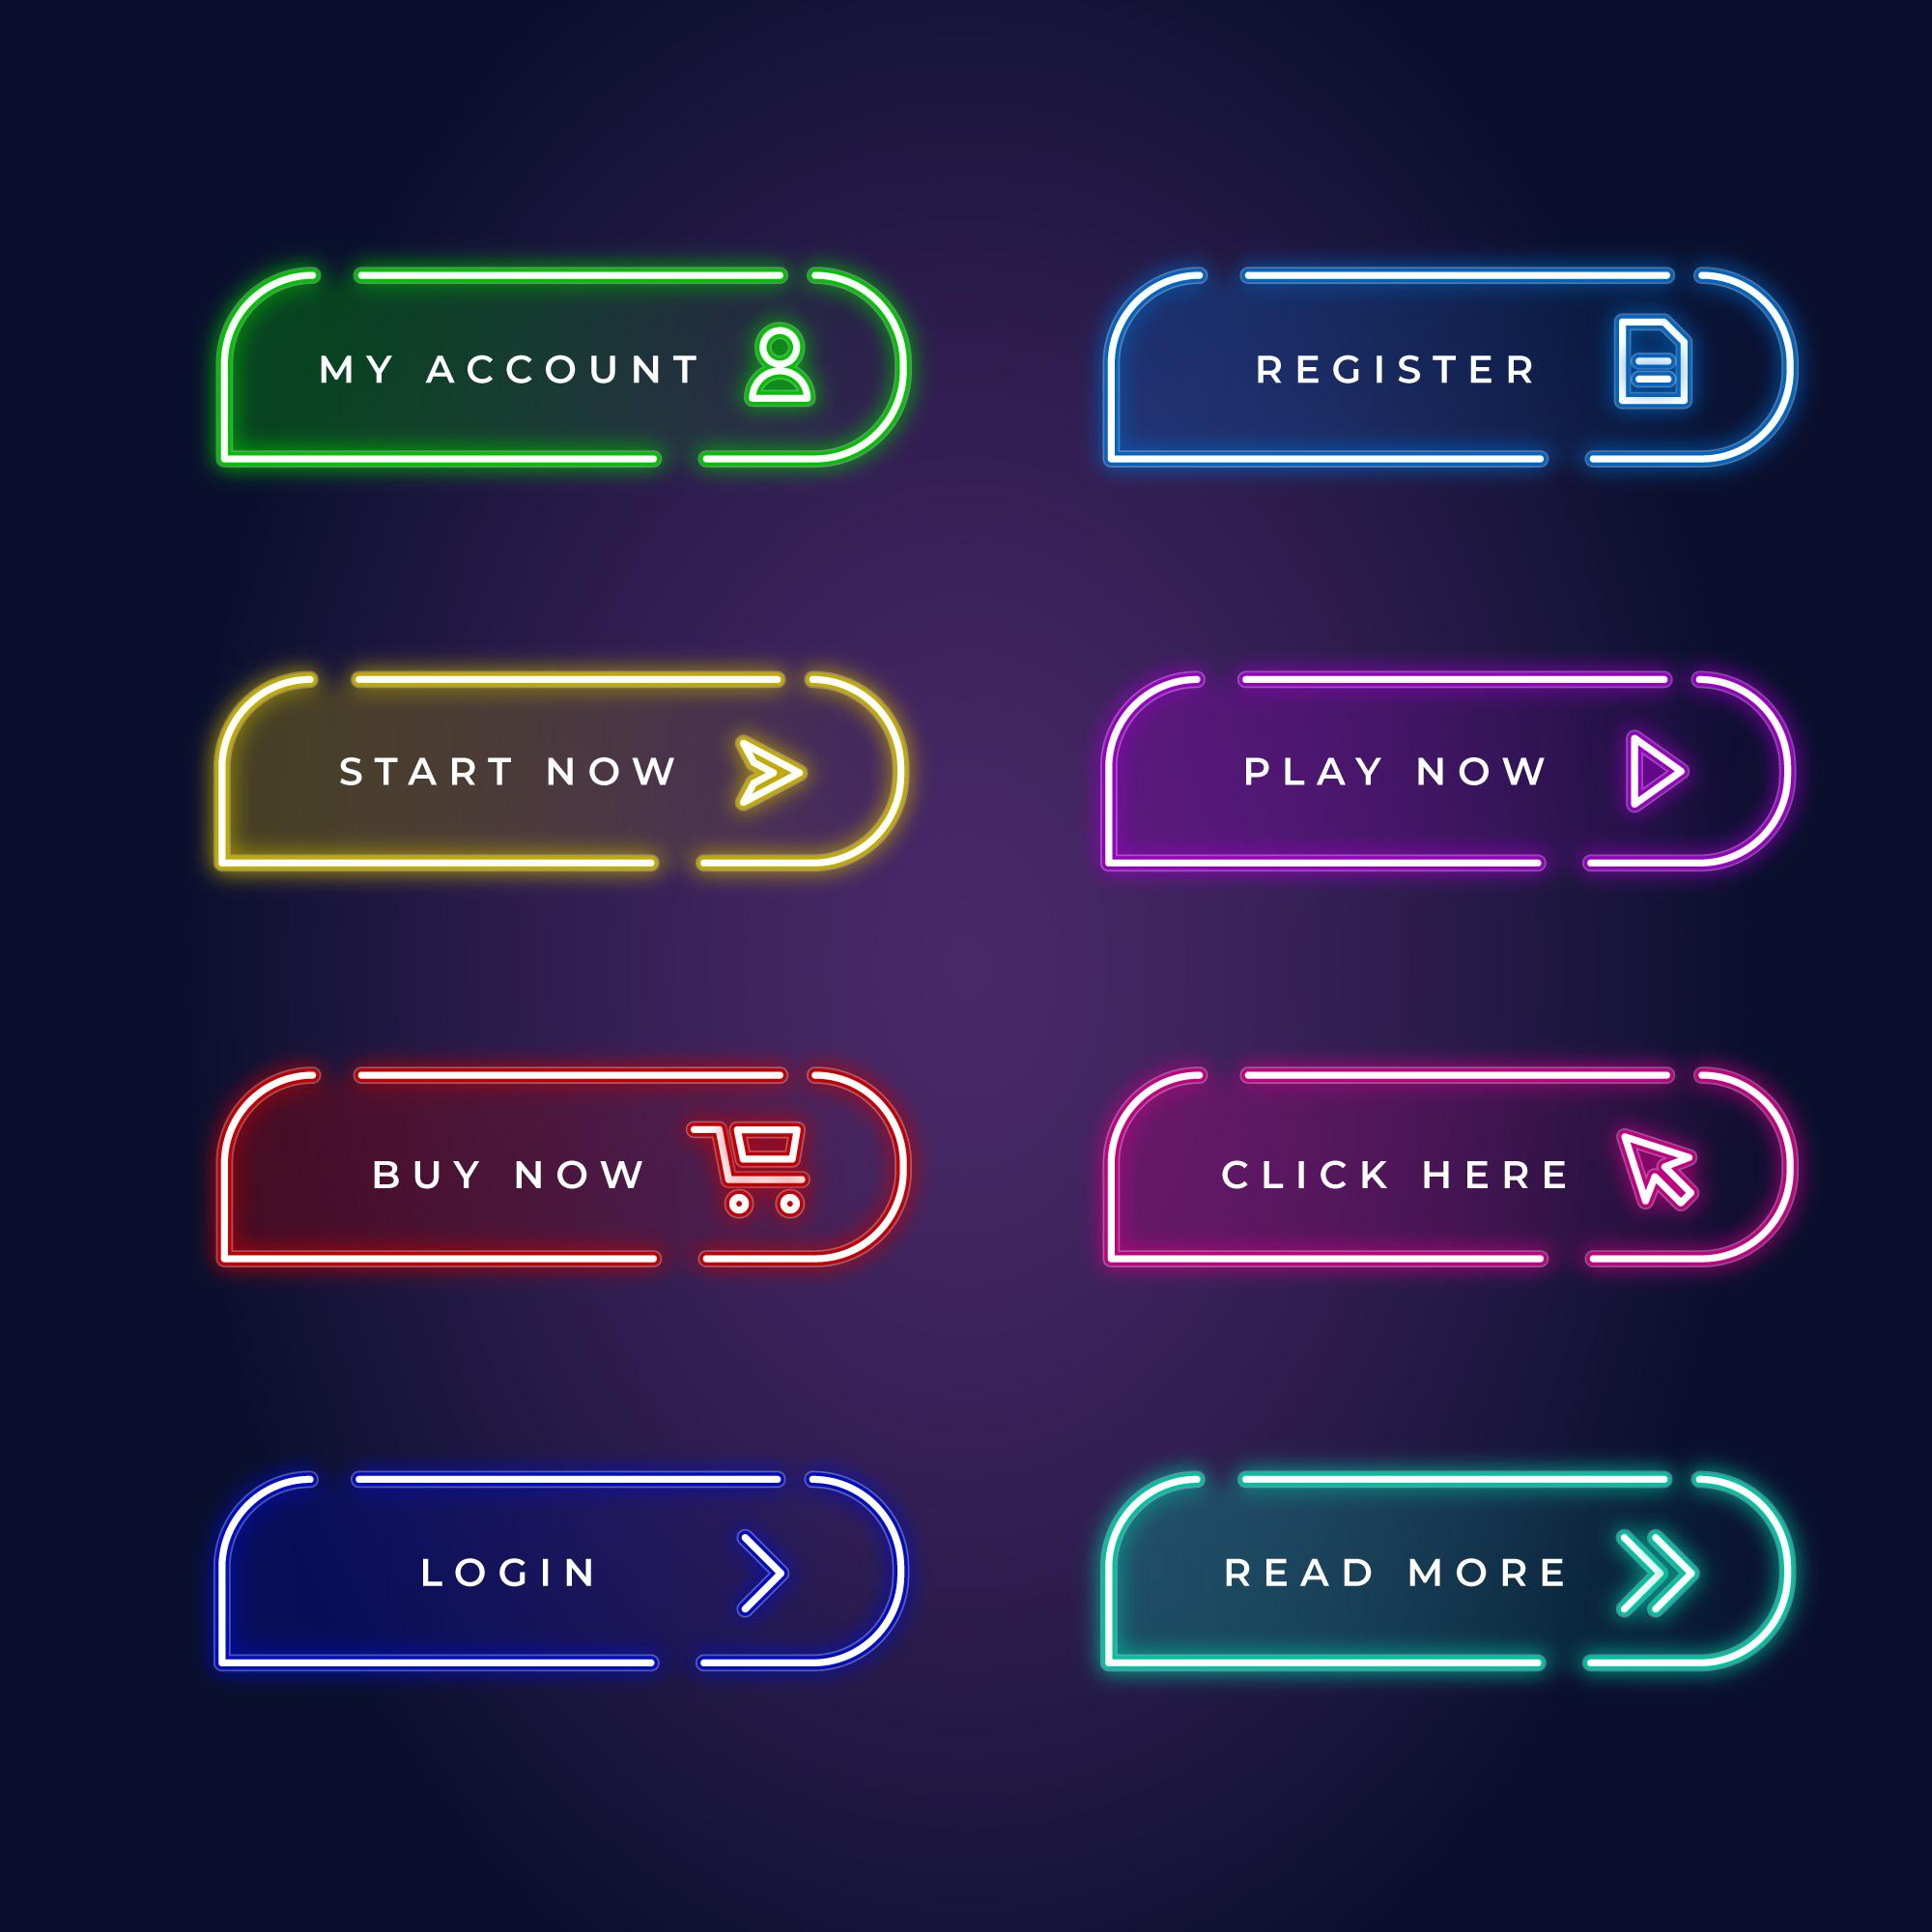 MY ACCOUNT
REGISTER
START NOW
PLAY NOW
BUY NOW
CLICK HERE
LOGIN
READ MORE